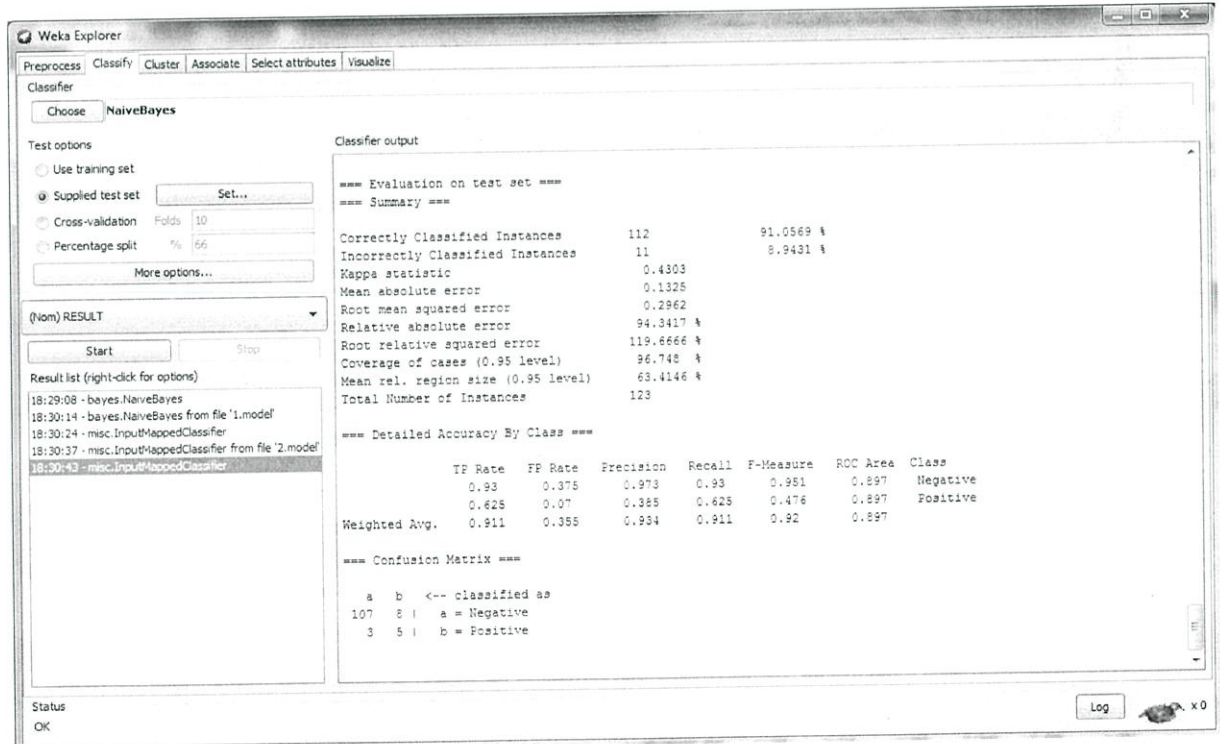 Weka Explorer
Preprocess Classify Cluster Associate Select attributes Visualize
Classifier
Choose NaiveBayes
Test options
Use training set
Supplied test set Set...
Cross-validation Folds 10
Percentage split % 66
More options...
(Nom) RESULT
Start Stop
Result list (right-click for options)
18:29:08 - bayes.NaiveBayes
18:30:14 - bayes.NaiveBayes from file '1.model'
18:30:24 - misc.InputMappedClassifier
18:30:37 - misc.InputMappedClassifier from file '2.model'
18:30:43 - misc.InputMappedClassifier
Classifier output
=== Evaluation on test set ===
=== Summary ===
Correctly Classified Instances 112 91.0569 %
Incorrectly Classified Instances 11 8.9431 %
Kappa statistic 0.4303
Mean absolute error 0.1325
Root mean squared error 0.2962
Relative absolute error 94.3417 %
Root relative squared error 119.6666 %
Coverage of cases (0.95 level) 96.748 %
Mean rel. region size (0.95 level) 63.4146 %
Total Number of Instances 123
=== Detailed Accuracy By Class ===
TP Rate FP Rate Precision Recall F-Measure ROC Area Class
0.93 0.375 0.973 0.93 0.951 0.897 Negative
0.625 0.07 0.385 0.625 0.476 0.897 Positive
Weighted Avg. 0.911 0.355 0.934 0.911 0.92 0.897
=== Confusion Matrix ===
a b <-- classified as
107 8 | a = Negative
3 5 | b = Positive
Status
OK
Log x 0